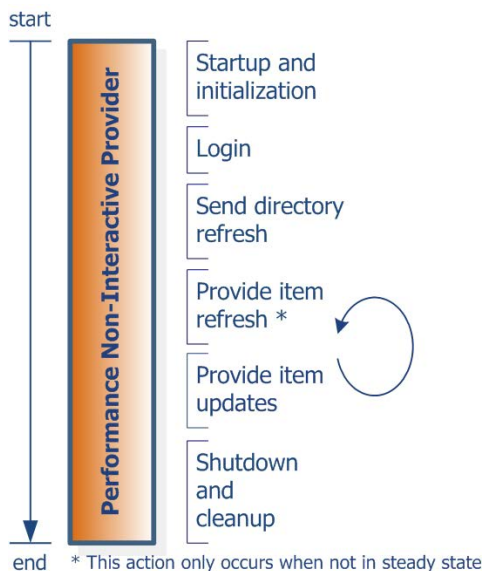 start
Performance Non-Interactive Provider
Startup and
initialization
Login
Send directory
refresh
Provide item
refresh *
Provide item
updates
Shutdown
and
cleanup
end
* This action only occurs when not in steady state